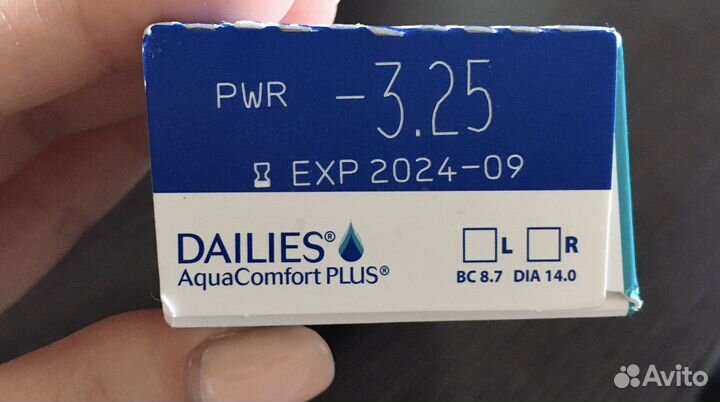 PWR -3.25
EXP 2024-09
DAILIES®
AquaComfort PLUS®
L R
BC 8.7 DIA 14.0
Avito